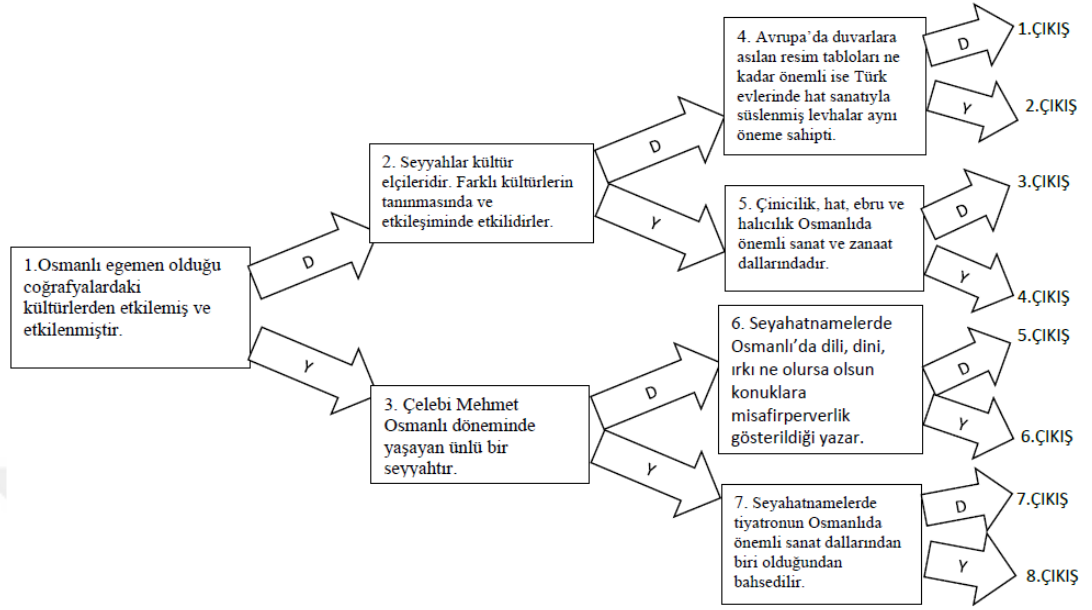 1.Osmanlı egemen olduğu
coğrafyalardaki
kültürlerden etkilemiş ve
etkilenmiştir.
D
Y
2. Seyyahlar kültür
elçileridir. Farklı kültürlerin
tanınmasında ve
etkileşiminde etkilidirler.
D
Y
3. Çelebi Mehmet
Osmanlı döneminde
yaşayan ünlü bir
seyyahtır.
D
Y
4. Avrupa’da duvarlara
asılan resim tabloları ne
kadar önemli ise Türk
evlerinde hat sanatıyla
süslenmiş levhalar aynı
öneme sahipti.
D
1.ÇIKIŞ
Y
2.ÇIKIŞ
5. Çinicilik, hat, ebru ve
halıcılık Osmanlıda
önemli sanat ve zanaat
dallarındadır.
D
3.ÇIKIŞ
Y
4.ÇIKIŞ
6. Seyahatnamelerde
Osmanlı’da dili, dini,
ırkı ne olursa olsun
konuklara
misafirperverlik
gösterildiği yazar.
D
5.ÇIKIŞ
Y
6.ÇIKIŞ
7. Seyahatnamelerde
tiyatronun Osmanlıda
önemli sanat dallarından
biri olduğundan
bahsedilir.
D
7.ÇIKIŞ
Y
8.ÇIKIŞ